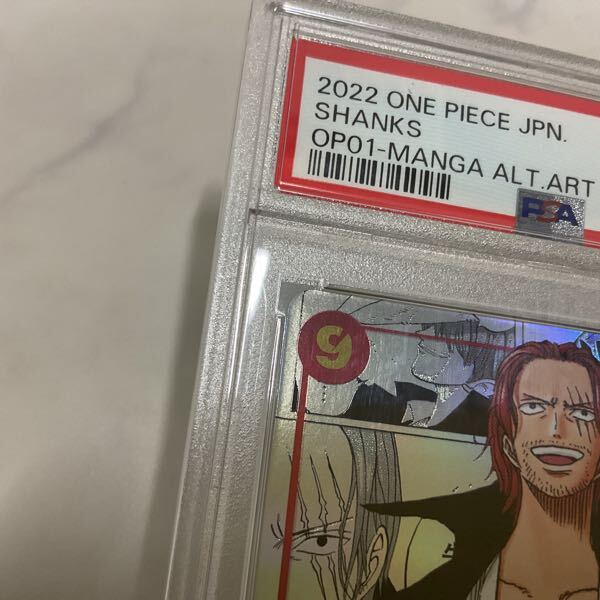 2022 ONE PIECE JPN.
SHANKS
OP01-MANGA ALT.ART
PSA
9